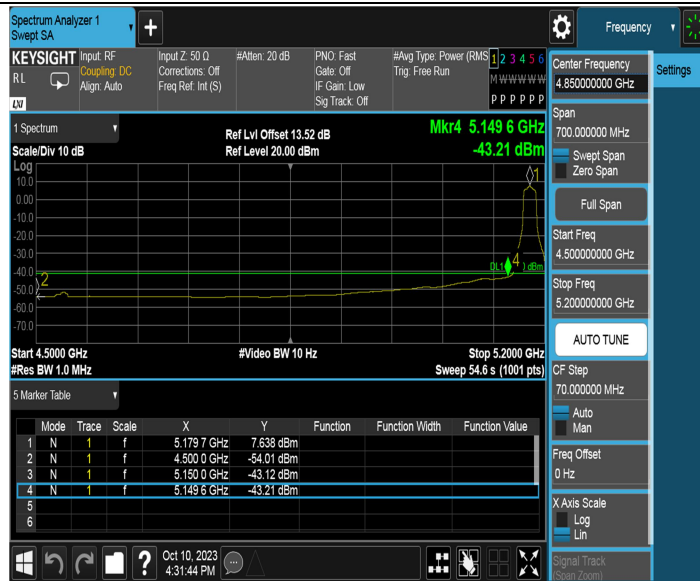 Spectrum Analyzer 1
Swept SA
+
Frequency
KEYSIGHT
RL
LXI
Input: RF
Coupling: DC
Align: Auto
Input Z: 50 Ω
Corrections: Off
Freq Ref: Int (S)
#Atten: 20 dB
PNO: Fast
Gate: Off
IF Gain: Low
Sig Track: Off
#Avg Type: Power (RMS
Trig: Free Run
1 2 3 4 5 6
M W W W W W
P P P P P P
1 Spectrum
Scale/Div 10 dB
Ref Lvl Offset 13.52 dB
Ref Level 20.00 dBm
Mkr4 5.149 6 GHz
-43.21 dBm
Log
10.0
0.00
-10.0
-20.0
-30.0
-40.0
-50.0
-60.0
-70.0
1
2
4
DL1 ) dBm
Start 4.5000 GHz
#Res BW 1.0 MHz
#Video BW 10 Hz
Stop 5.2000 GHz
Sweep 54.6 s (1001 pts)
5 Marker Table
Mode Trace Scale X Y Function Function Width Function Value
1 N 1 f 5.179 7 GHz 7.638 dBm
2 N 1 f 4.500 0 GHz -54.01 dBm
3 N 1 f 5.150 0 GHz -43.12 dBm
4 N 1 f 5.149 6 GHz -43.21 dBm
5
6
Oct 10, 2023
4:31:44 PM
?
Center Frequency
4.850000000 GHz
Settings
Span
700.000000 MHz
Swept Span
Zero Span
Full Span
Start Freq
4.500000000 GHz
Stop Freq
5.200000000 GHz
AUTO TUNE
CF Step
70.000000 MHz
Auto
Man
Freq Offset
0 Hz
X Axis Scale
Log
Lin
Signal Track
(Span Zoom)